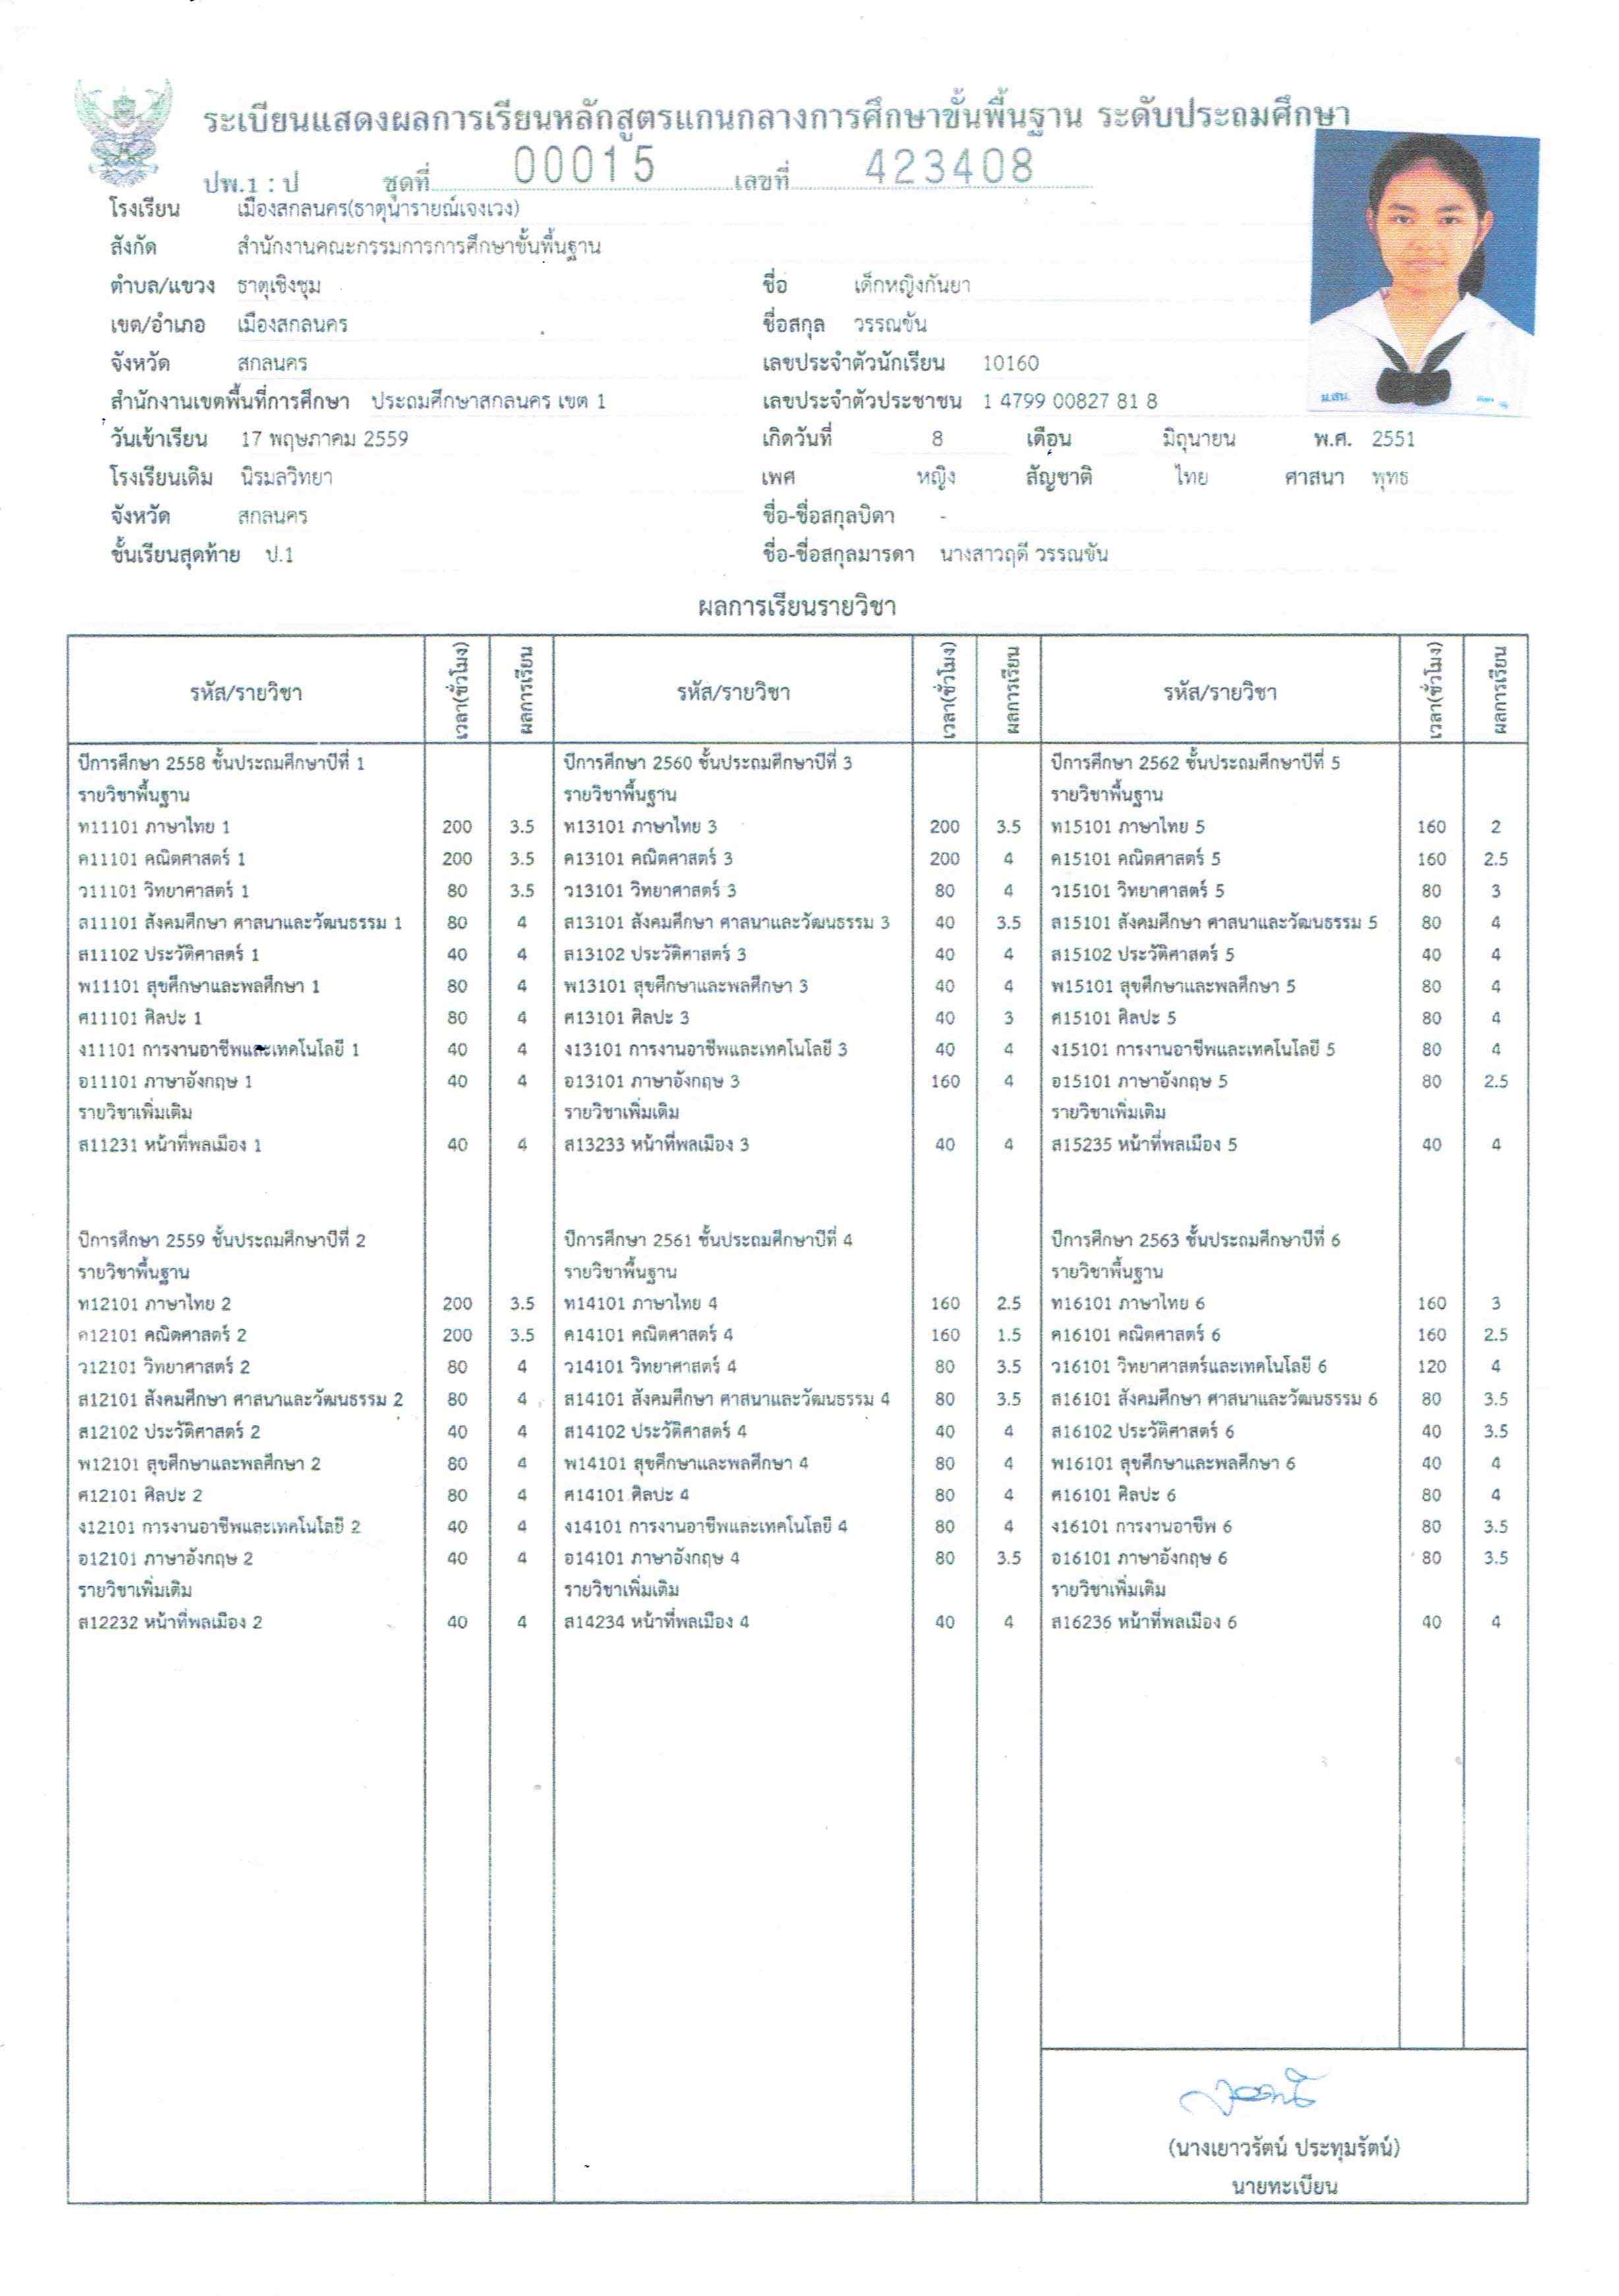 ระเบียนแสดงผลการเรียนหลักสูตรแกนกลางการศึกษาขั้นพื้นฐาน ระดับประถมศึกษา
ปพ.1 : ป ชุดที่ 00015 เลขที่ 423408
โรงเรียน เมืองสกลนคร(ธาตุนารายณ์เจงเวง)
สังกัด สำนักงานคณะกรรมการการศึกษาขั้นพื้นฐาน
ตำบล/แขวง ธาตุเชิงชุม ชื่อ เด็กหญิงกันยา
เขต/อำเภอ เมืองสกลนคร ชื่อสกุล วรรณขัน
จังหวัด สกลนคร เลขประจำตัวนักเรียน 10160
สำนักงานเขตพื้นที่การศึกษา ประถมศึกษาสกลนคร เขต 1 เลขประจำตัวประชาชน 1 4799 00827 81 8
วันเข้าเรียน 17 พฤษภาคม 2559 เกิดวันที่ 8 เดือน มิถุนายน พ.ศ. 2551
โรงเรียนเดิม นิรมลวิทยา เพศ หญิง สัญชาติ ไทย ศาสนา พุทธ
จังหวัด สกลนคร ชื่อ-ชื่อสกุลบิดา -
ชั้นเรียนสุดท้าย ป.1 ชื่อ-ชื่อสกุลมารดา นางสาวฤดี วรรณขัน
ผลการเรียนรายวิชา
รหัส/รายวิชา เวลา(ชั่วโมง) ผลการเรียน รหัส/รายวิชา เวลา(ชั่วโมง) ผลการเรียน รหัส/รายวิชา เวลา(ชั่วโมง) ผลการเรียน
ปีการศึกษา 2558 ชั้นประถมศึกษาปีที่ 1 ปีการศึกษา 2560 ชั้นประถมศึกษาปีที่ 3 ปีการศึกษา 2562 ชั้นประถมศึกษาปีที่ 5
รายวิชาพื้นฐาน รายวิชาพื้นฐาน รายวิชาพื้นฐาน
ท11101 ภาษาไทย 1 200 3.5 ท13101 ภาษาไทย 3 200 3.5 ท15101 ภาษาไทย 5 160 2
ค11101 คณิตศาสตร์ 1 200 3.5 ค13101 คณิตศาสตร์ 3 200 4 ค15101 คณิตศาสตร์ 5 160 2.5
ว11101 วิทยาศาสตร์ 1 80 3.5 ว13101 วิทยาศาสตร์ 3 80 4 ว15101 วิทยาศาสตร์ 5 80 3
ส11101 สังคมศึกษา ศาสนาและวัฒนธรรม 1 80 4 ส13101 สังคมศึกษา ศาสนาและวัฒนธรรม 3 40 3.5 ส15101 สังคมศึกษา ศาสนาและวัฒนธรรม 5 80 4
ส11102 ประวัติศาสตร์ 1 40 4 ส13102 ประวัติศาสตร์ 3 40 4 ส15102 ประวัติศาสตร์ 5 40 4
พ11101 สุขศึกษาและพลศึกษา 1 80 4 พ13101 สุขศึกษาและพลศึกษา 3 40 4 พ15101 สุขศึกษาและพลศึกษา 5 80 4
ศ11101 ศิลปะ 1 80 4 ศ13101 ศิลปะ 3 40 3 ศ15101 ศิลปะ 5 80 4
ง11101 การงานอาชีพและเทคโนโลยี 1 40 4 ง13101 การงานอาชีพและเทคโนโลยี 3 40 4 ง15101 การงานอาชีพและเทคโนโลยี 5 80 4
อ11101 ภาษาอังกฤษ 1 40 4 อ13101 ภาษาอังกฤษ 3 160 4 อ15101 ภาษาอังกฤษ 5 80 2.5
รายวิชาเพิ่มเติม รายวิชาเพิ่มเติม รายวิชาเพิ่มเติม
ส11231 หน้าที่พลเมือง 1 40 4 ส13233 หน้าที่พลเมือง 3 40 4 ส15235 หน้าที่พลเมือง 5 40 4
ปีการศึกษา 2559 ชั้นประถมศึกษาปีที่ 2 ปีการศึกษา 2561 ชั้นประถมศึกษาปีที่ 4 ปีการศึกษา 2563 ชั้นประถมศึกษาปีที่ 6
รายวิชาพื้นฐาน รายวิชาพื้นฐาน รายวิชาพื้นฐาน
ท12101 ภาษาไทย 2 200 3.5 ท14101 ภาษาไทย 4 160 2.5 ท16101 ภาษาไทย 6 160 3
ค12101 คณิตศาสตร์ 2 200 3.5 ค14101 คณิตศาสตร์ 4 160 1.5 ค16101 คณิตศาสตร์ 6 160 2.5
ว12101 วิทยาศาสตร์ 2 80 4 ว14101 วิทยาศาสตร์ 4 80 3.5 ว16101 วิทยาศาสตร์และเทคโนโลยี 6 120 4
ส12101 สังคมศึกษา ศาสนาและวัฒนธรรม 2 80 4 ส14101 สังคมศึกษา ศาสนาและวัฒนธรรม 4 80 3.5 ส16101 สังคมศึกษา ศาสนาและวัฒนธรรม 6 80 3.5
ส12102 ประวัติศาสตร์ 2 40 4 ส14102 ประวัติศาสตร์ 4 40 4 ส16102 ประวัติศาสตร์ 6 40 3.5
พ12101 สุขศึกษาและพลศึกษา 2 80 4 พ14101 สุขศึกษาและพลศึกษา 4 80 4 พ16101 สุขศึกษาและพลศึกษา 6 40 4
ศ12101 ศิลปะ 2 80 4 ศ14101 ศิลปะ 4 80 4 ศ16101 ศิลปะ 6 80 4
ง12101 การงานอาชีพและเทคโนโลยี 2 40 4 ง14101 การงานอาชีพและเทคโนโลยี 4 80 4 ง16101 การงานอาชีพ 6 80 3.5
อ12101 ภาษาอังกฤษ 2 40 4 อ14101 ภาษาอังกฤษ 4 80 3.5 อ16101 ภาษาอังกฤษ 6 80 3.5
รายวิชาเพิ่มเติม รายวิชาเพิ่มเติม รายวิชาเพิ่มเติม
ส12232 หน้าที่พลเมือง 2 40 4 ส14234 หน้าที่พลเมือง 4 40 4 ส16236 หน้าที่พลเมือง 6 40 4
(นางเยาวรัตน์ ประทุมรัตน์)
นายทะเบียน